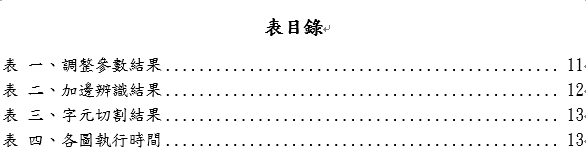 表目錄
表 一、調整參數結果................................................ 11
表 二、加邊辨識結果................................................ 12
表 三、字元切割結果................................................ 13
表 四、各圖執行時間................................................ 13